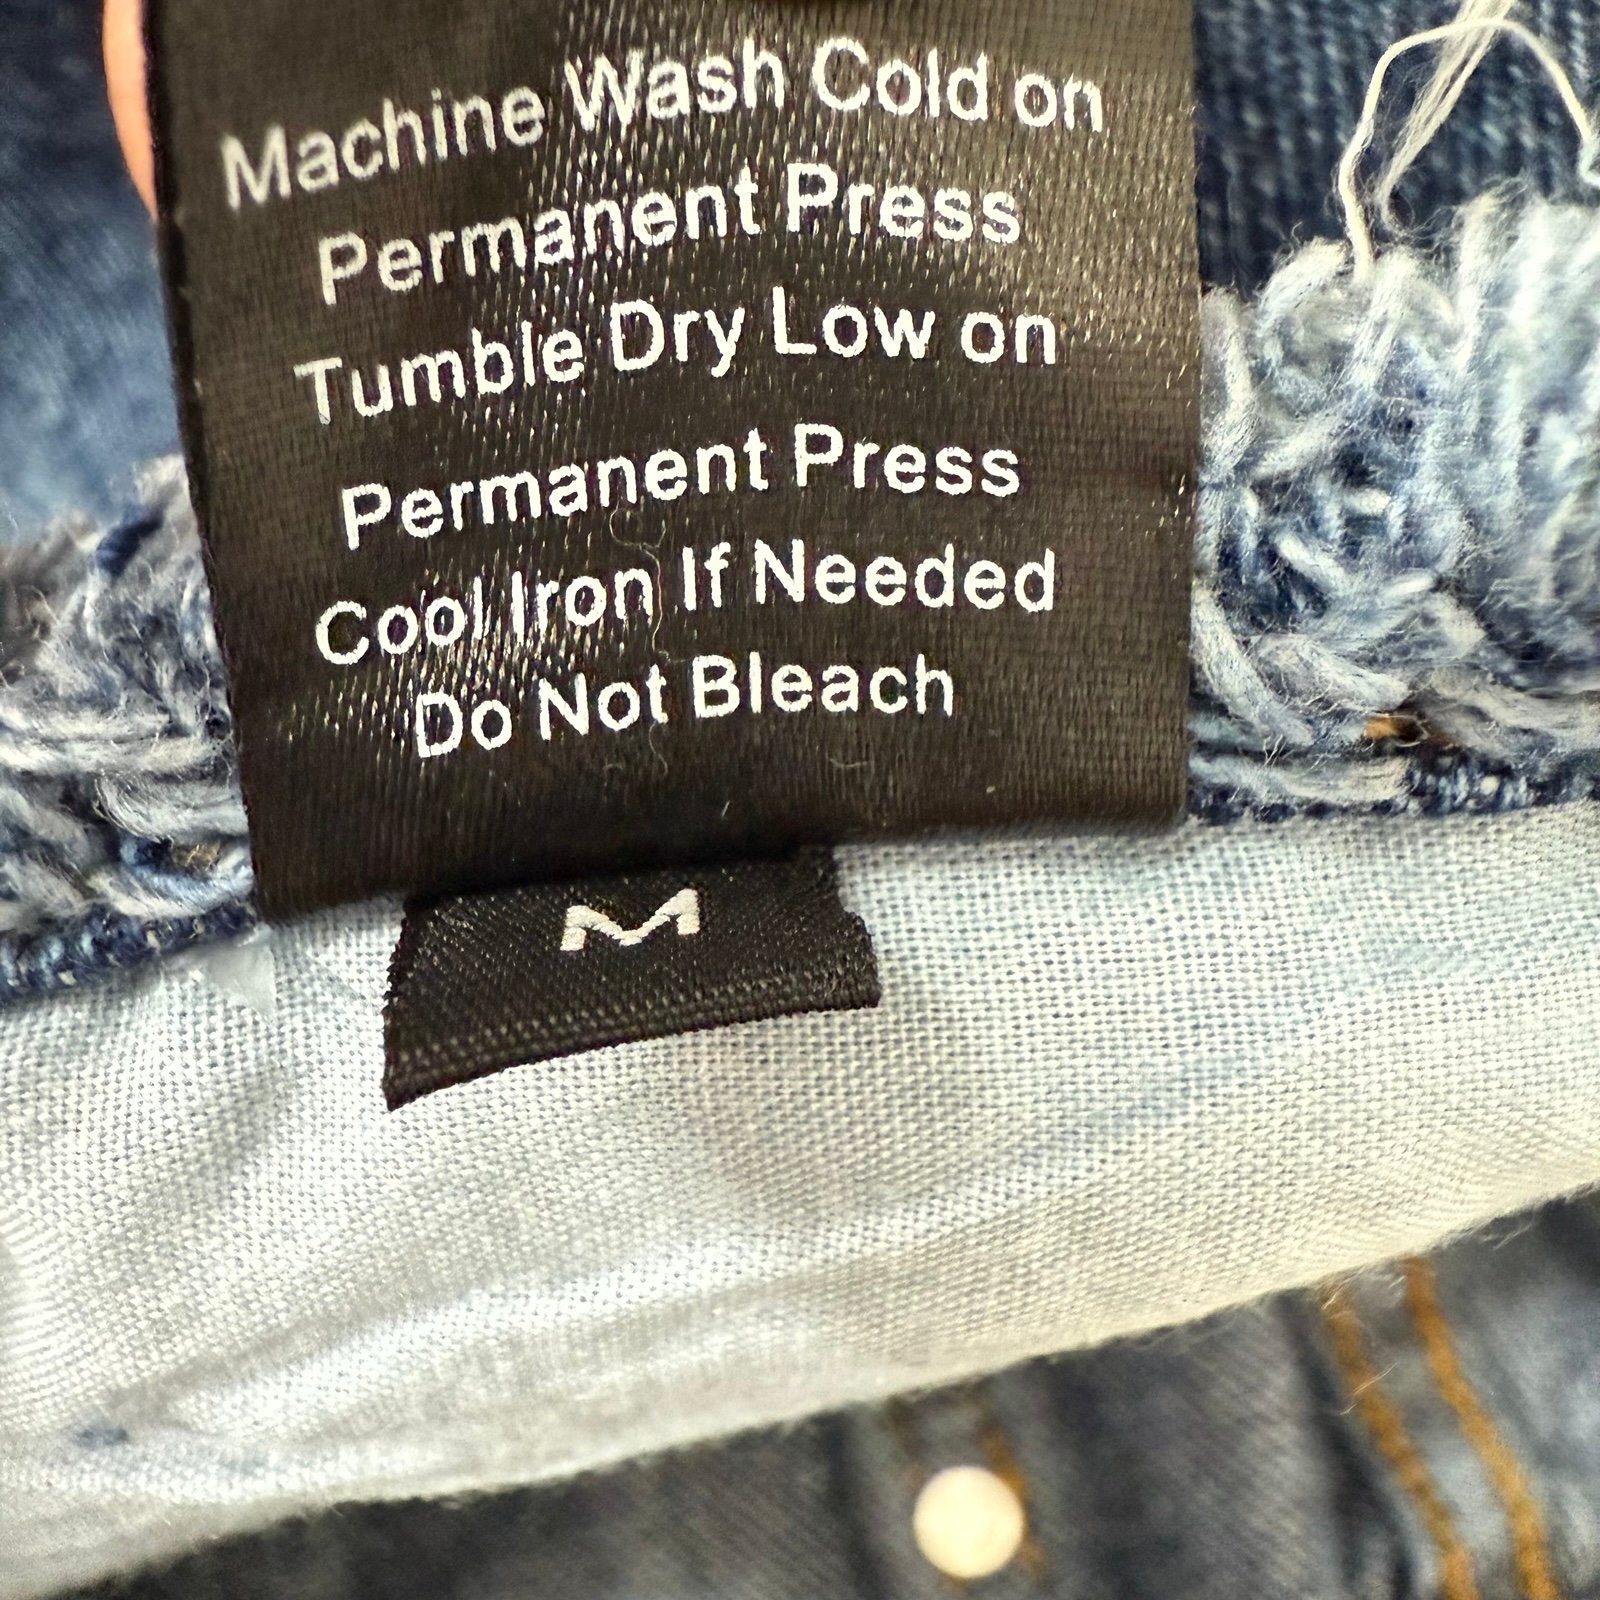 Machine Wash Cold on
Permanent Press
Tumble Dry Low on
Permanent Press
Cool Iron If Needed
Do Not Bleach
M